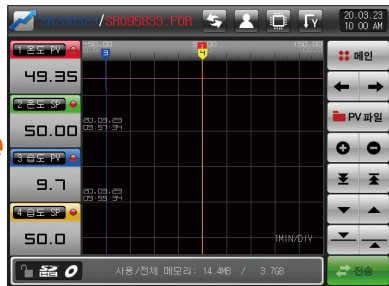 SR200323/SR095833.FDR
20.03.23
10:00 AM
1 온도 PV
메인
49.35
2 온도 SP
20.03.23
09:57:34
PV 파일
50.00
3 습도 PV
9.7
20.03.23
09:55:34
4 습도 SP
50.0
1MIN/DIV
사용/전체 메모리: 14.4MB / 3.7GB
전송